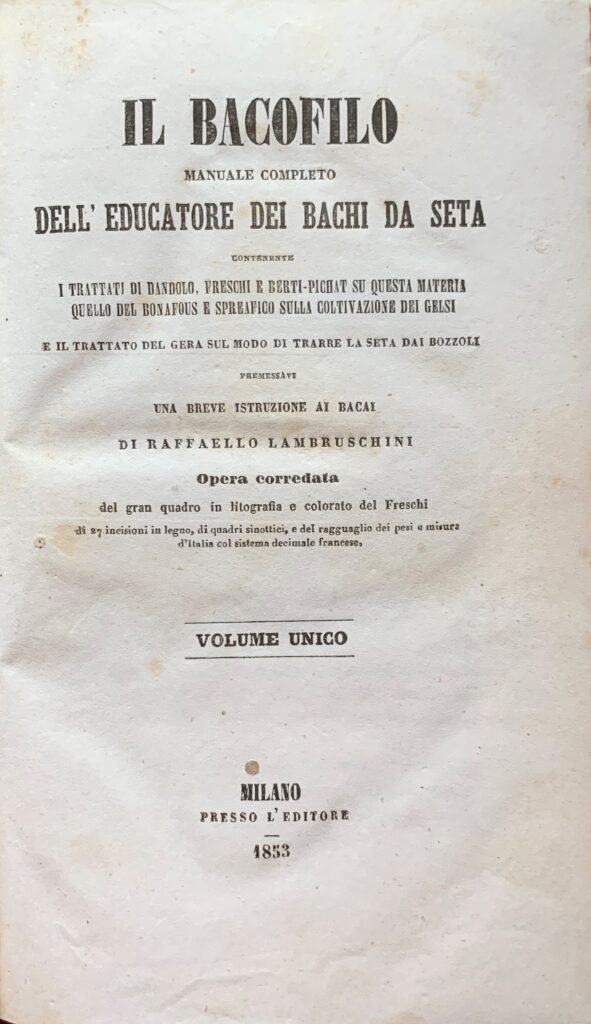 IL BACOFILO
MANUALE COMPLETO
DELL' EDUCATORE DEI BACHI DA SETA
CONTENENTE
I TRATTATI DI DANDOLO, FRESCHI E BERTI-PICHAT SU QUESTA MATERIA
QUELLO DEL BONAFOUS E SPREAFICO SULLA COLTIVAZIONE DEI GELSI
E IL TRATTATO DEL GERA SUL MODO DI TRARRE LA SETA DAI BOZZOLI
PREMESSAVI
UNA BREVE ISTRUZIONE AI BACAI
DI RAFFAELLO LAMBRUSCHINI
Opera corredata
del gran quadro in litografia e colorato del Freschi
di 27 incisioni in legno, di quadri sinottici, e del ragguaglio dei pesi e misure
d'Italia col sistema decimale francese.
VOLUME UNICO
MILANO
PRESSO L'EDITORE
1853